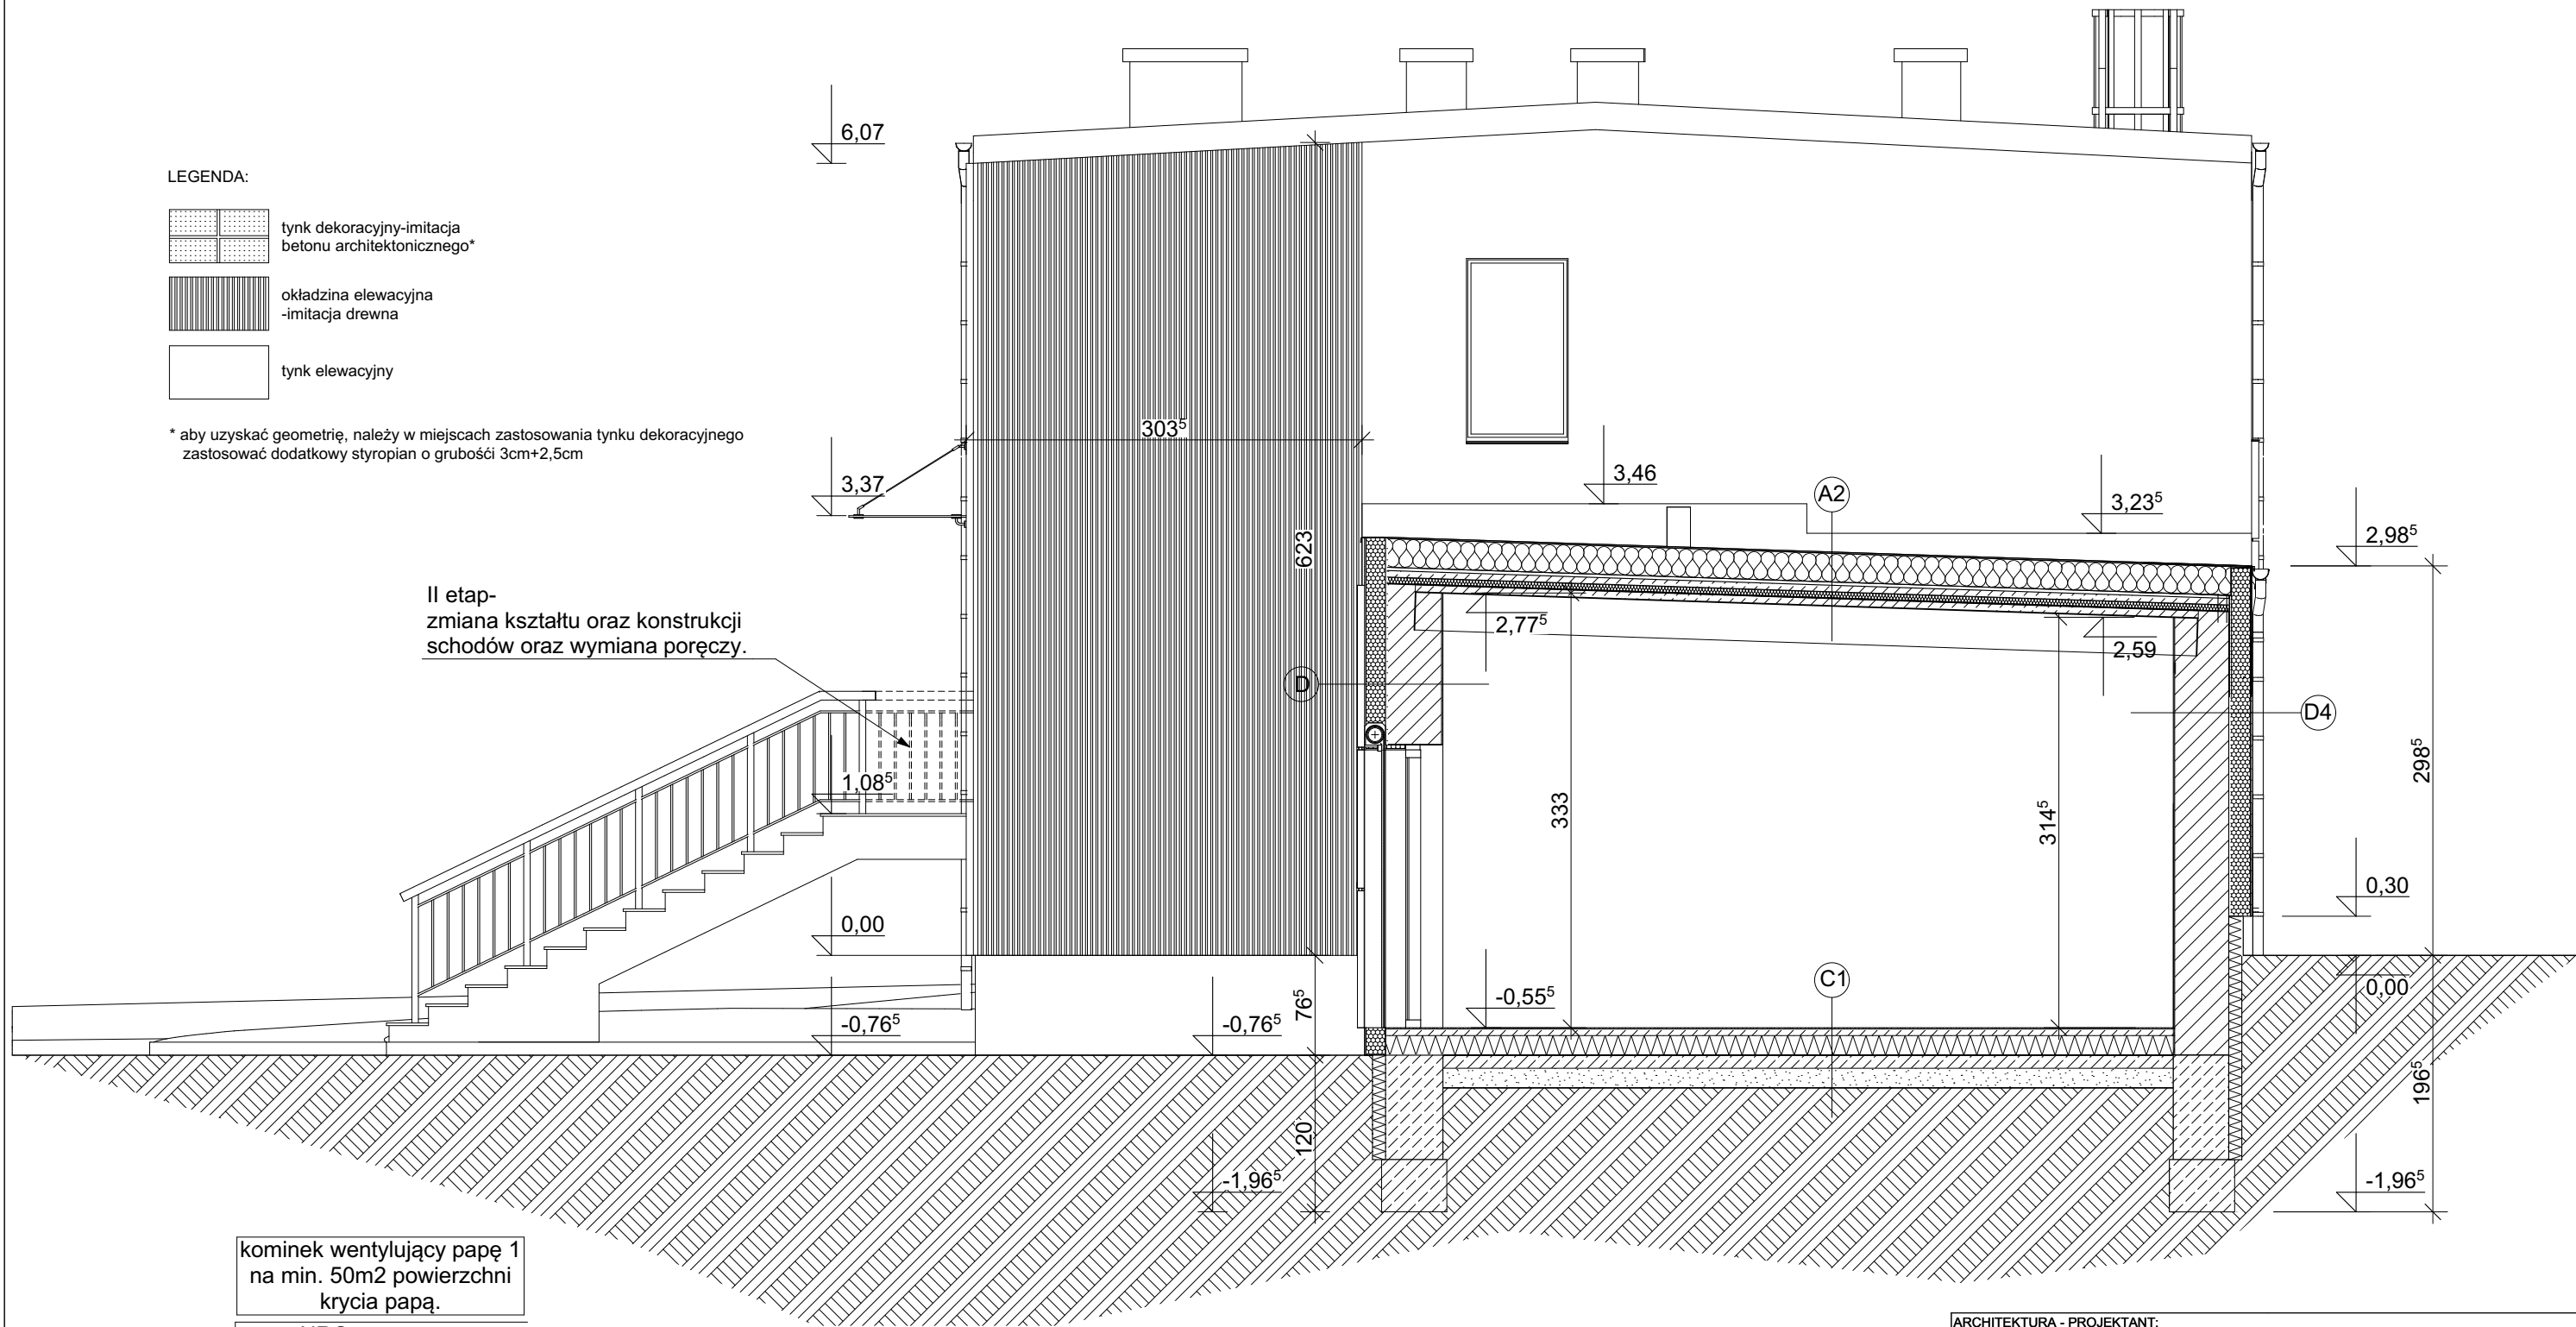 LEGENDA:
tynk dekoracyjny-imitacja
betonu architektonicznego*
okładzina elewacyjna
-imitacja drewna
tynk elewacyjny
* aby uzyskać geometrię, należy w miejscach zastosowania tynku dekoracyjnego
zastosować dodatkowy styropian o grubośći 3cm+2,5cm
6,07
3,37
303⁵
623
3,46
A2
3,23⁵
2,98⁵
II etap-
zmiana kształtu oraz konstrukcji
schodów oraz wymiana poręczy.
2,77⁵
2,59
D
D4
1,08⁵
333
314⁵
298⁵
0,00
0,30
-0,76⁵
-0,76⁵
76⁵
-0,55⁵
C1
0,00
120
196⁵
-1,96⁵
-1,96⁵
kominek wentylujący papę 1
na min. 50m2 powierzchni
krycia papą.
ARCHITEKTURA - PROJEKTANT: